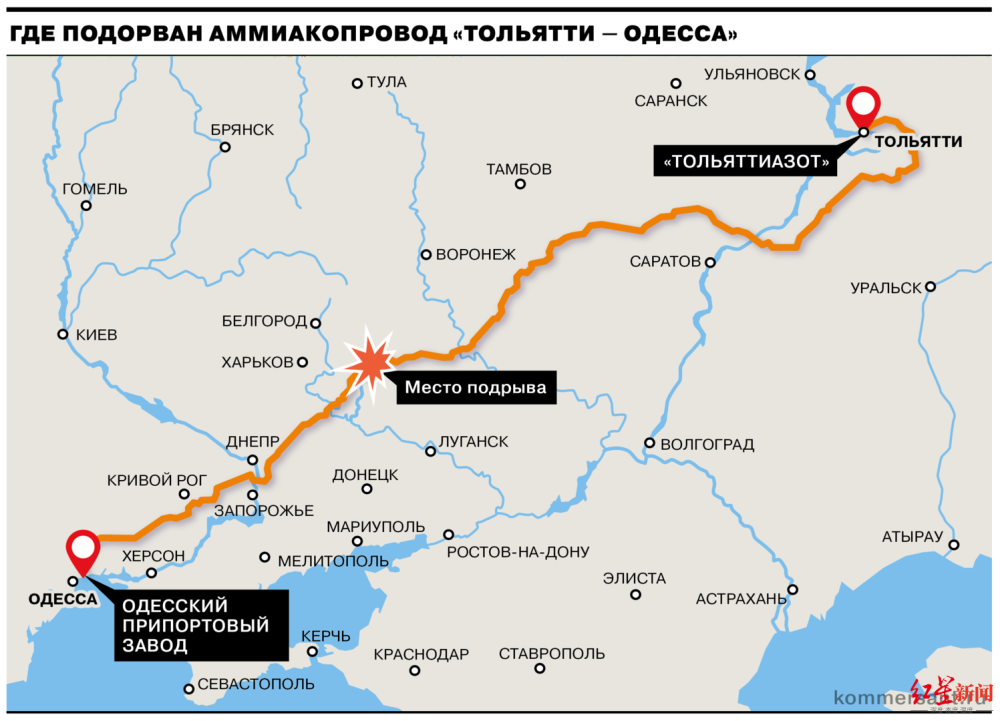 ГДЕ ПОДОРВАН АММИАКОПРОВОД «ТОЛЬЯТТИ – ОДЕССА»
УЛЬЯНОВСК
ТУЛА
САРАНСК
БРЯНСК
ТОЛЬЯТТИ
«ТОЛЬЯТТИАЗОТ»
ТАМБОВ
ГОМЕЛЬ
ВОРОНЕЖ
САРАТОВ
УРАЛЬСК
БЕЛГОРОД
КИЕВ
ХАРЬКОВ
Место подрыва
ДНЕПР
ЛУГАНСК
ВОЛГОГРАД
КРИВОЙ РОГ
ДОНЕЦК
ЗАПОРОЖЬЕ
МАРИУПОЛЬ
АТЫРАУ
ХЕРСОН
МЕЛИТОПОЛЬ
РОСТОВ-НА-ДОНУ
ЭЛИСТА
ОДЕССА
АСТРАХАНЬ
ОДЕССКИЙ
ПРИПОРТОВЫЙ
ЗАВОД
КЕРЧЬ
КРАСНОДАР
СТАВРОПОЛЬ
СЕВАСТОПОЛЬ
红星新闻
kommersant.ru